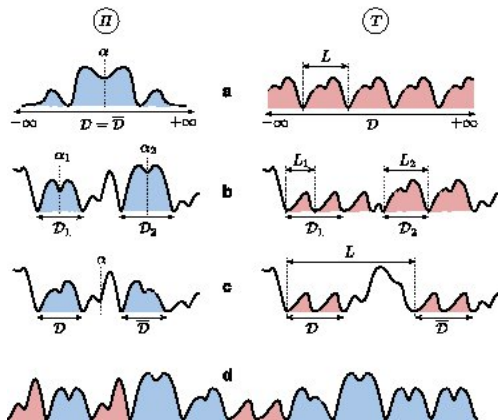 Π T
α L
a
−∞ 𝒟 = 𝒟̅ +∞ −∞ 𝒟 +∞
α₁ α₂ L₁ L₂
b
𝒟₁ 𝒟₂ 𝒟₁ 𝒟₂
α L
c
𝒟 𝒟̅ 𝒟 𝒟̅
d